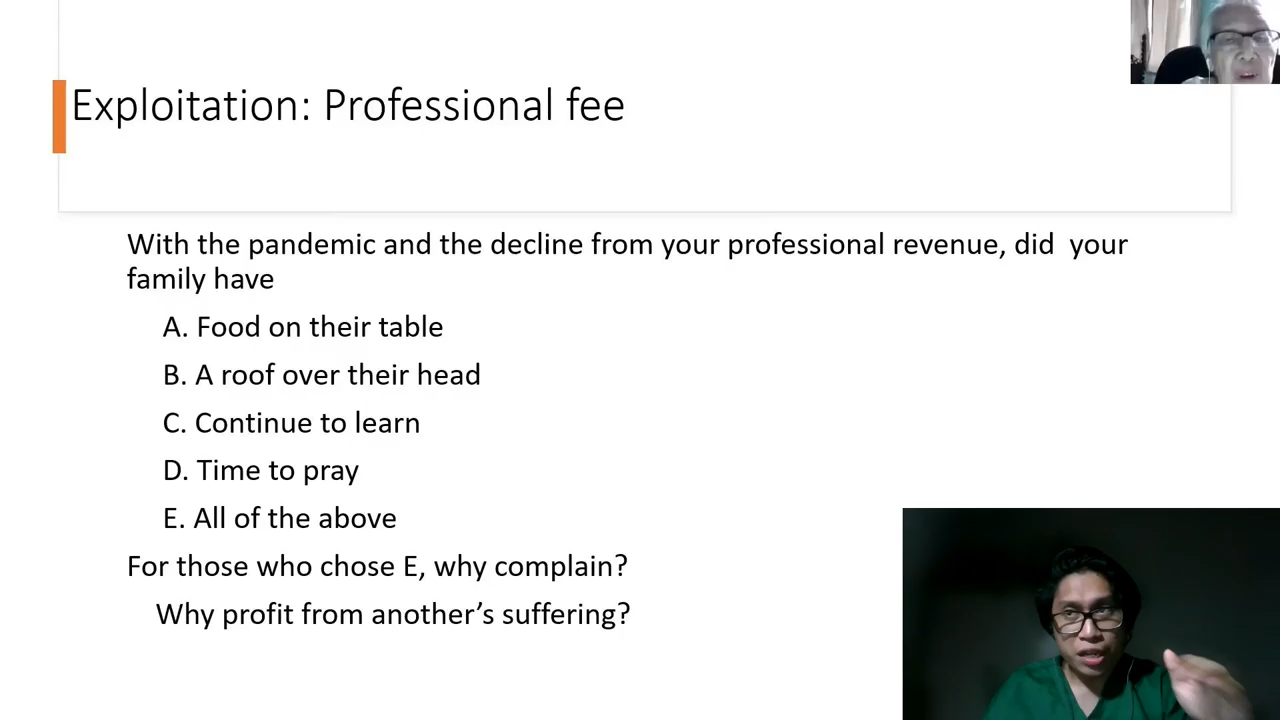 Exploitation: Professional fee
With the pandemic and the decline from your professional revenue, did  your
family have
A. Food on their table
B. A roof over their head
C. Continue to learn
D. Time to pray
E. All of the above
For those who chose E, why complain?
Why profit from another’s suffering?